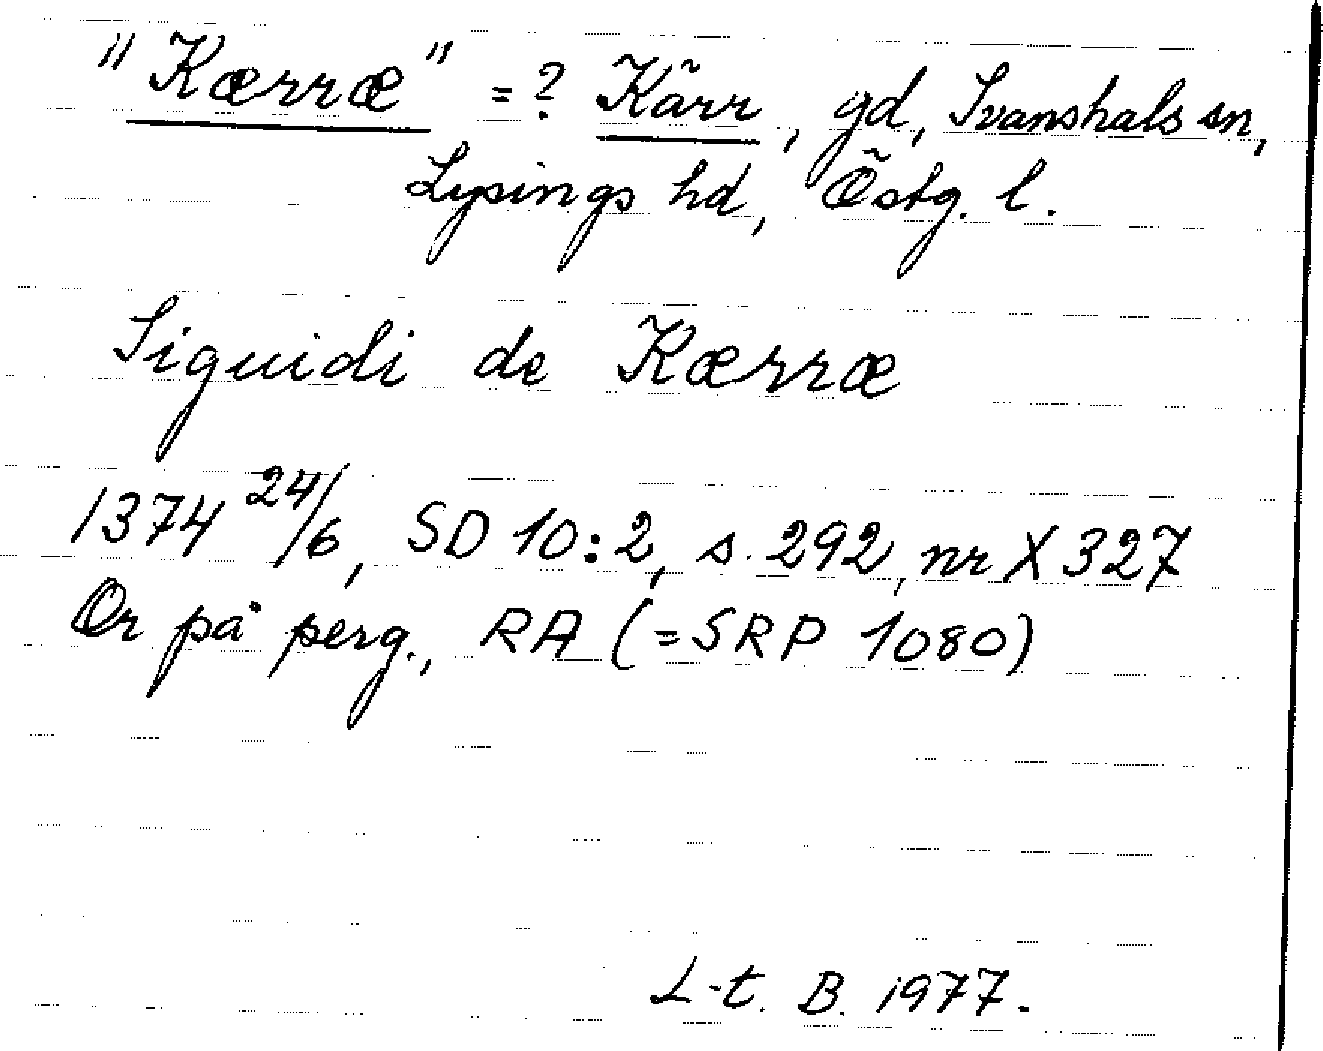 "Kærræ" =? Kärr, gd, Svanshals sn,
Lysings hd, Östg. l.
Siguidi de Kærræ
1374 24/6, SD 10:2, s. 292, nr X 327
Or på perg., RA (=SRP 1080)
L-t. B. 1977.